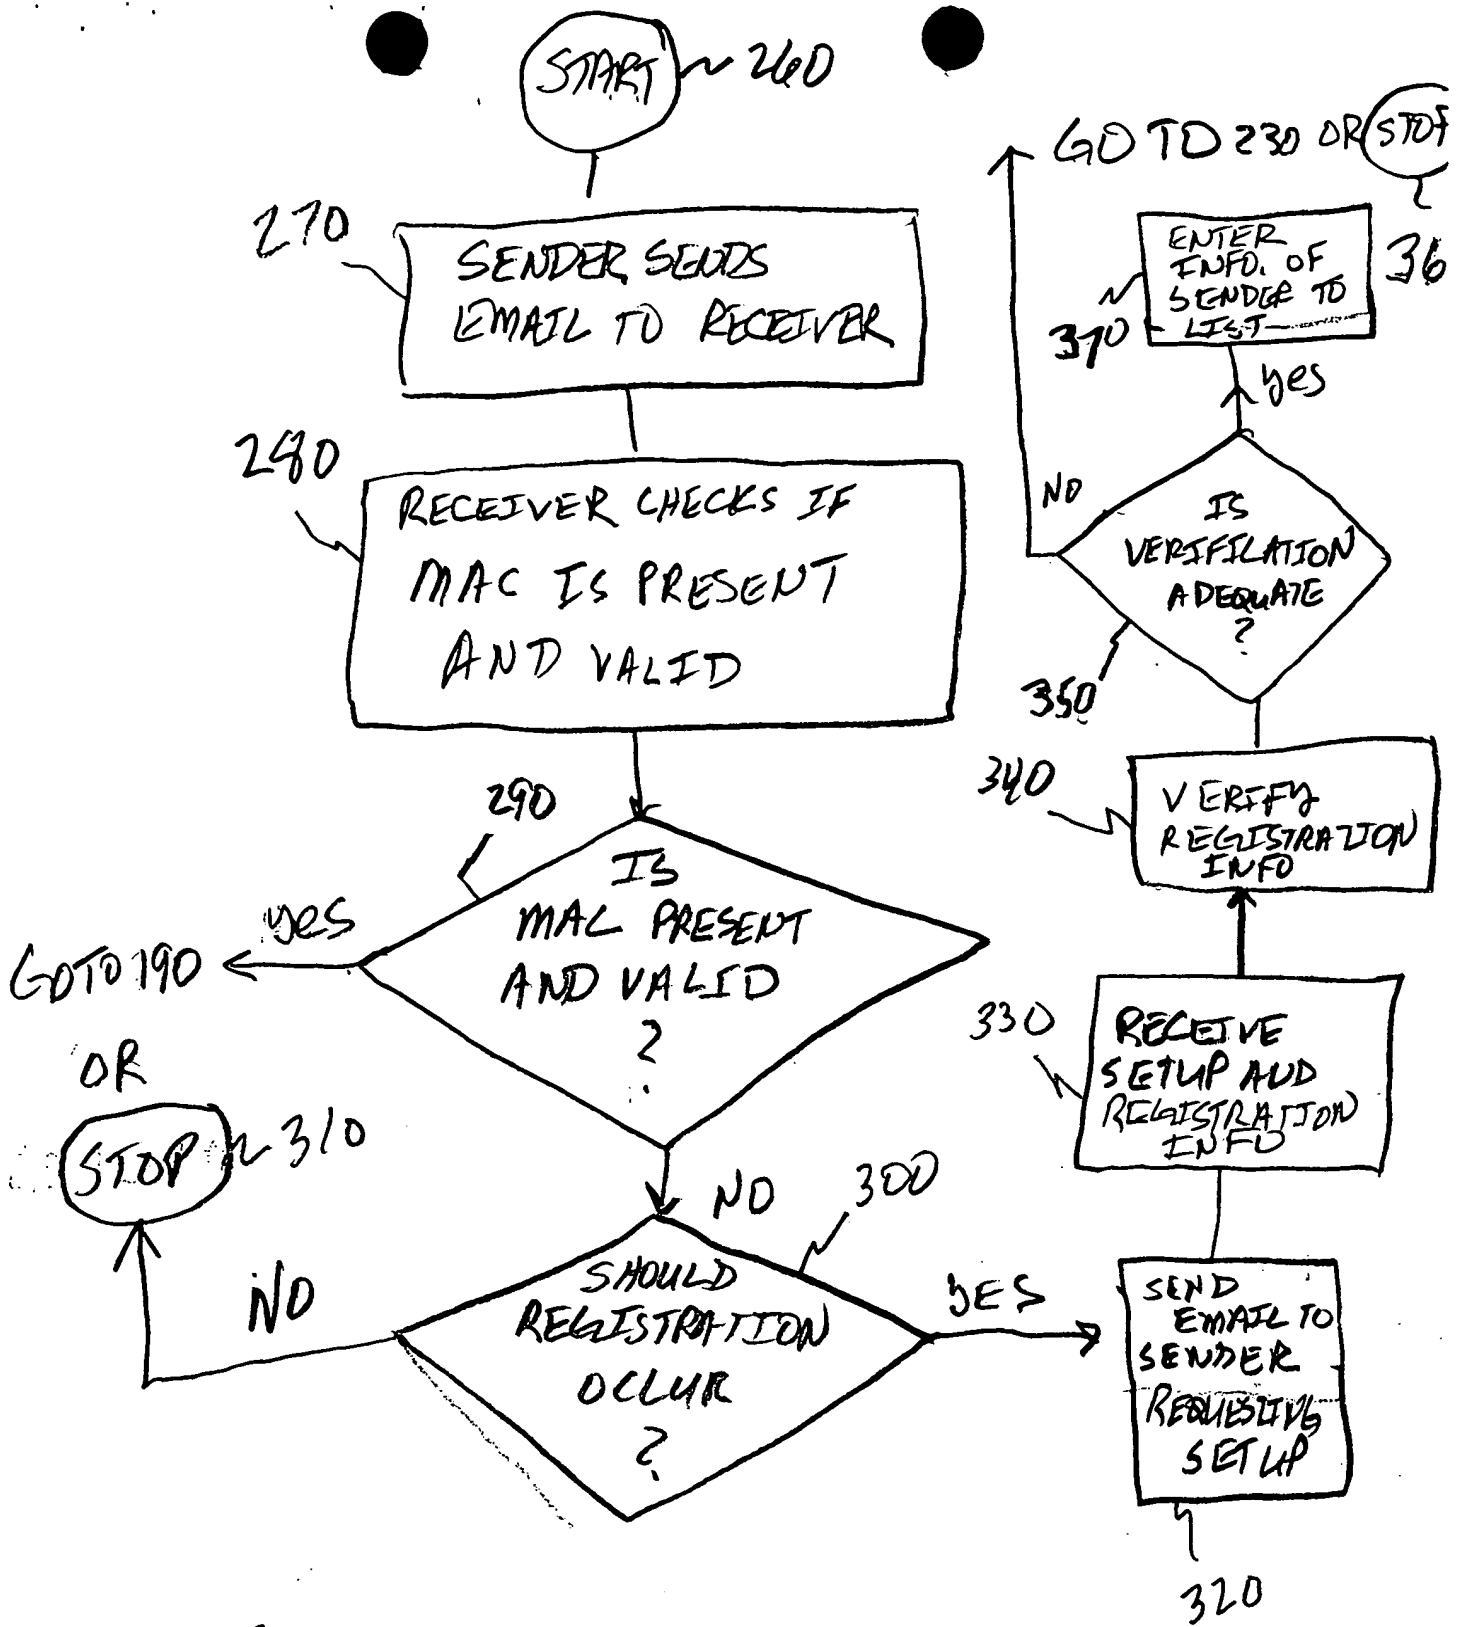 START
260
270
SENDER SENDS
EMAIL TO RECEIVER
280
RECEIVER CHECKS IF
MAC IS PRESENT
AND VALID
290
IS
MAC PRESENT
AND VALID
?
yes
GO TO 190
OR
STOP
310
NO
300
SHOULD
REGISTRATION
OCCUR
?
NO
YES
SEND
EMAIL TO
SENDER
REQUESTING
SETUP
320
330
RECEIVE
SETUP AND
REGISTRATION
INFO
340
VERIFY
REGISTRATION
INFO
350
IS
VERIFICATION
ADEQUATE
?
NO
yes
370
ENTER
INFO. OF
SENDER TO
LIST
GO TO 230 OR STOP
36